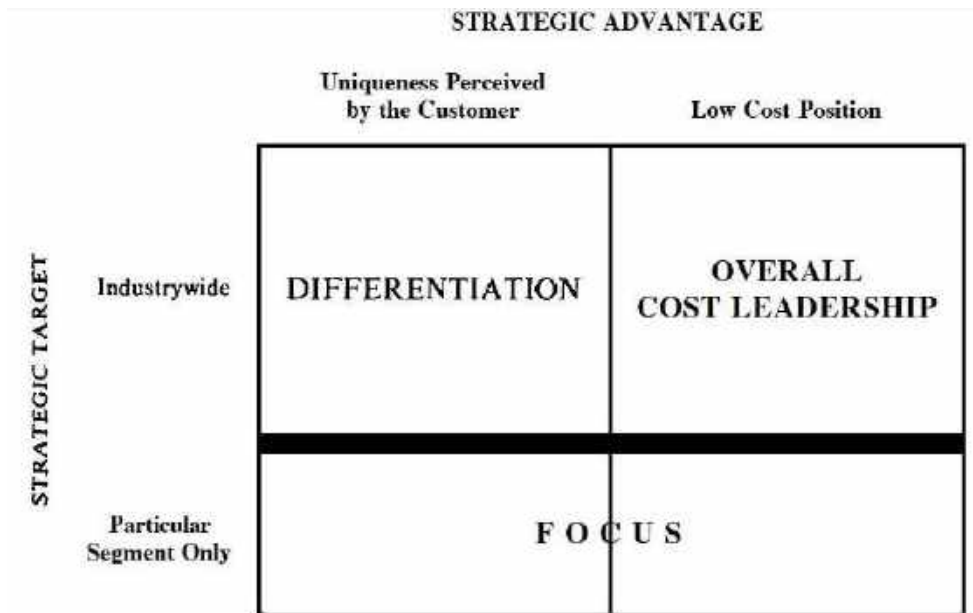 STRATEGIC ADVANTAGE
Uniqueness Perceived
by the Customer
Low Cost Position
STRATEGIC TARGET
Industrywide
DIFFERENTIATION
OVERALL
COST LEADERSHIP
Particular
Segment Only
F O C U S